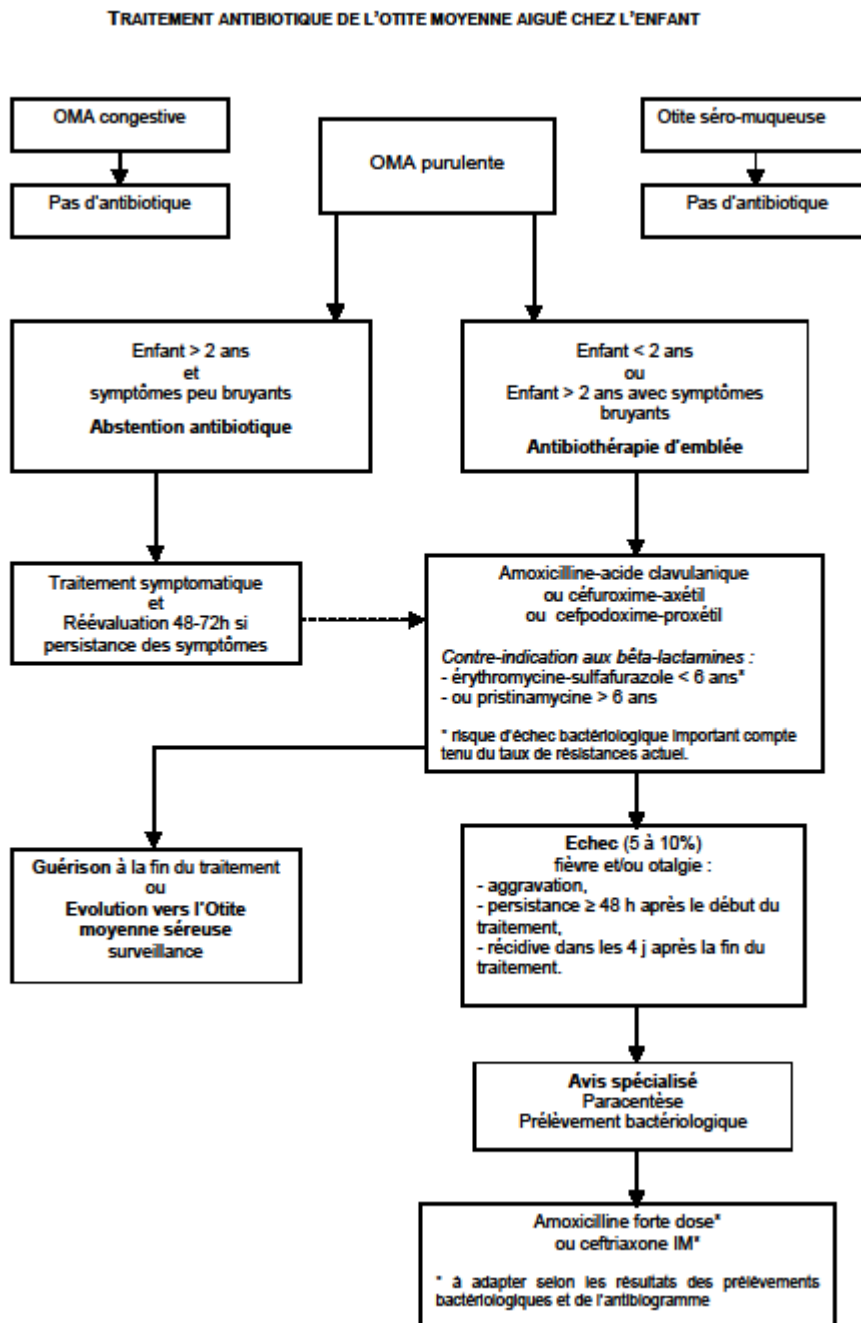 TRAITEMENT ANTIBIOTIQUE DE L'OTITE MOYENNE AIGUË CHEZ L'ENFANT
OMA congestive
Pas d'antibiotique
OMA purulente
Otite séro-muqueuse
Pas d'antibiotique
Enfant > 2 ans
et
symptômes peu bruyants
Abstention antibiotique
Enfant < 2 ans
ou
Enfant > 2 ans avec symptômes
bruyants
Antibiothérapie d'emblée
Traitement symptomatique
et
Réévaluation 48-72h si
persistance des symptômes
Amoxicilline-acide clavulanique
ou céfuroxime-axétil
ou cefpodoxime-proxétil
Contre-indication aux bêta-lactamines :
- érythromycine-sulfafurazole < 6 ans*
- ou pristinamycine > 6 ans
* risque d'échec bactériologique important compte
tenu du taux de résistances actuel.
Guérison à la fin du traitement
ou
Evolution vers l'Otite
moyenne séreuse
surveillance
Echec (5 à 10%)
fièvre et/ou otalgie :
- aggravation,
- persistance ≥ 48 h après le début du
traitement,
- récidive dans les 4 j après la fin du
traitement.
Avis spécialisé
Paracentèse
Prélèvement bactériologique
Amoxicilline forte dose*
ou ceftriaxone IM*
* à adapter selon les résultats des prélèvements
bactériologiques et de l'antibiogramme